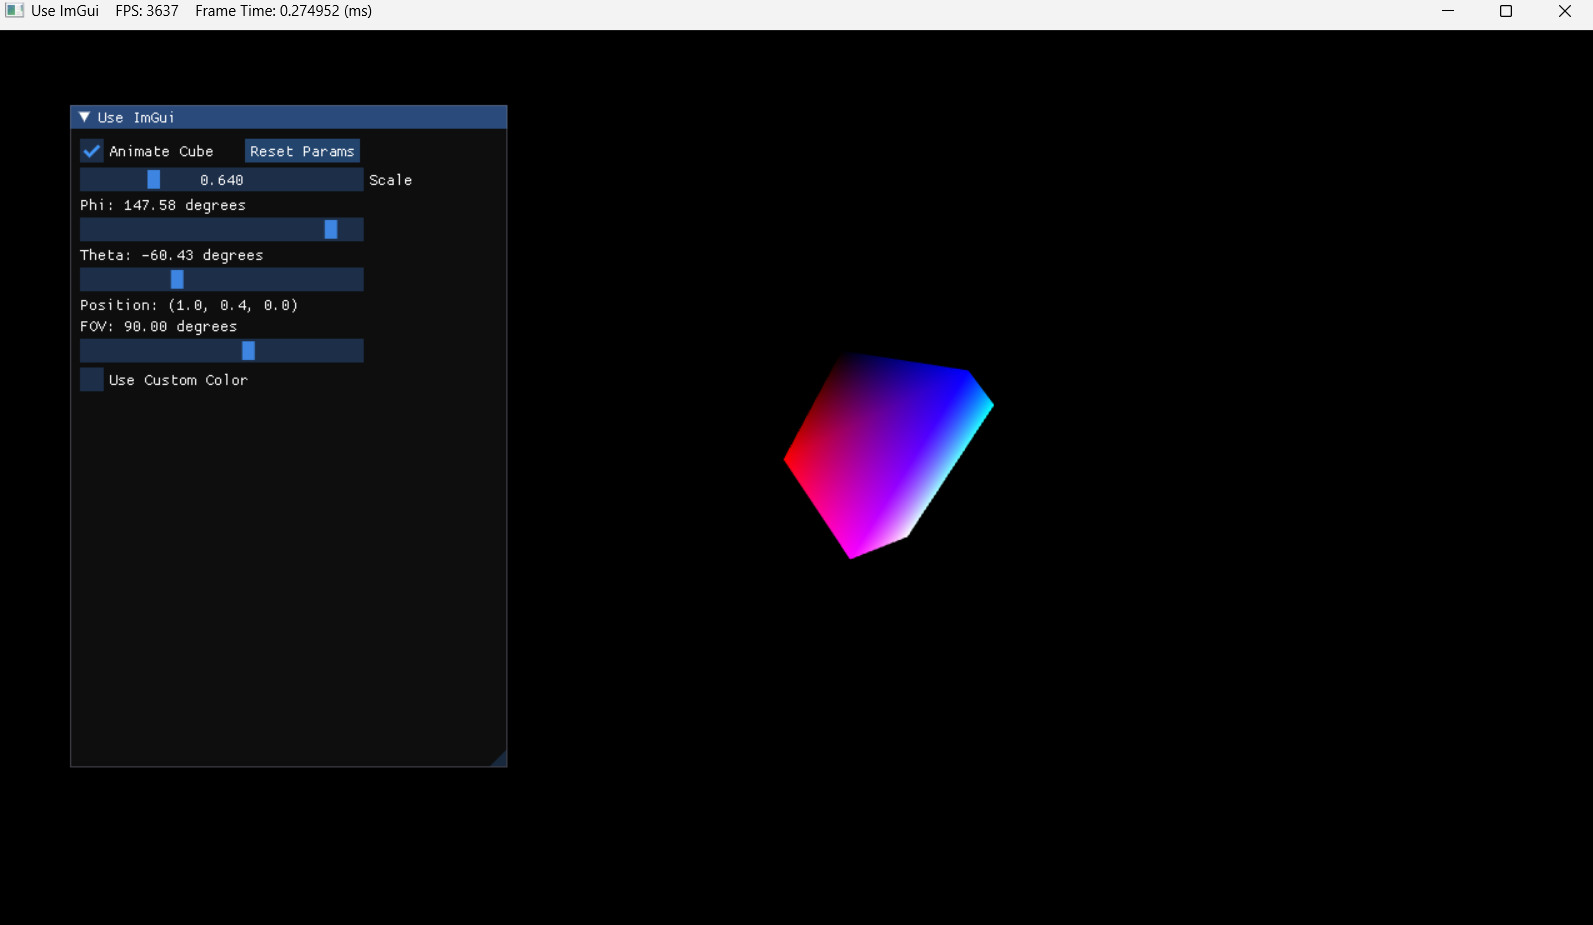 Use ImGui    FPS: 3637    Frame Time: 0.274952 (ms)
Use ImGui
Animate Cube    Reset Params
0.640 Scale
Phi: 147.58 degrees
Theta: -60.43 degrees
Position: (1.0, 0.4, 0.0)
FOV: 90.00 degrees
Use Custom Color